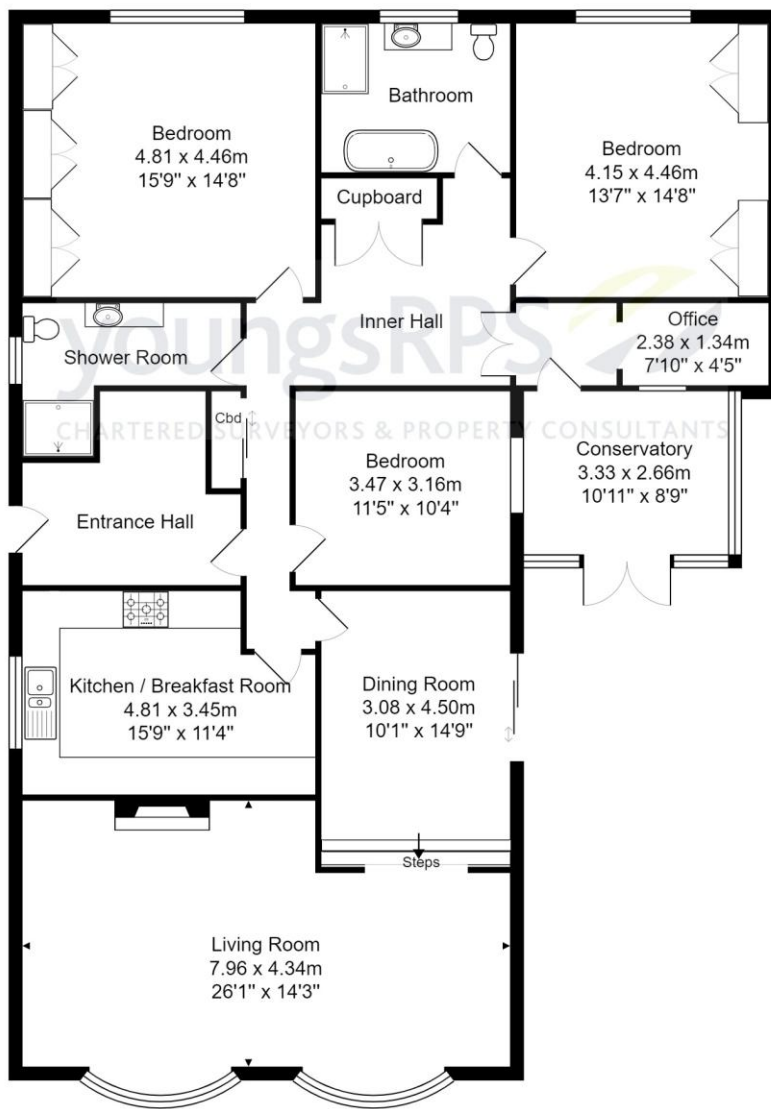 Bedroom
4.81 x 4.46m
15'9" x 14'8"
Bathroom
Bedroom
4.15 x 4.46m
13'7" x 14'8"
Cupboard
Inner Hall
Office
2.38 x 1.34m
7'10" x 4'5"
youngsRPS
CHARTERED SURVEYORS & PROPERTY CONSULTANTS
Shower Room
Cbd
Bedroom
3.47 x 3.16m
11'5" x 10'4"
Conservatory
3.33 x 2.66m
10'11" x 8'9"
Entrance Hall
Kitchen / Breakfast Room
4.81 x 3.45m
15'9" x 11'4"
Dining Room
3.08 x 4.50m
10'1" x 14'9"
Steps
Living Room
7.96 x 4.34m
26'1" x 14'3"